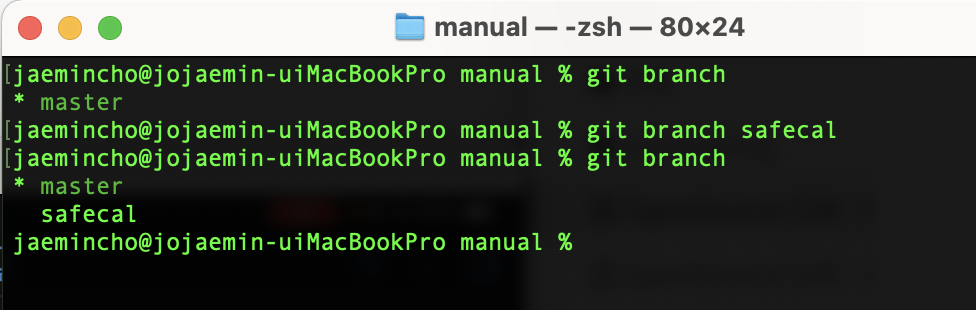 manual — -zsh — 80×24
[jaemincho@jojaemin-uiMacBookPro manual % git branch
* master
[jaemincho@jojaemin-uiMacBookPro manual % git branch safecal
[jaemincho@jojaemin-uiMacBookPro manual % git branch
* master
  safecal
jaemincho@jojaemin-uiMacBookPro manual %